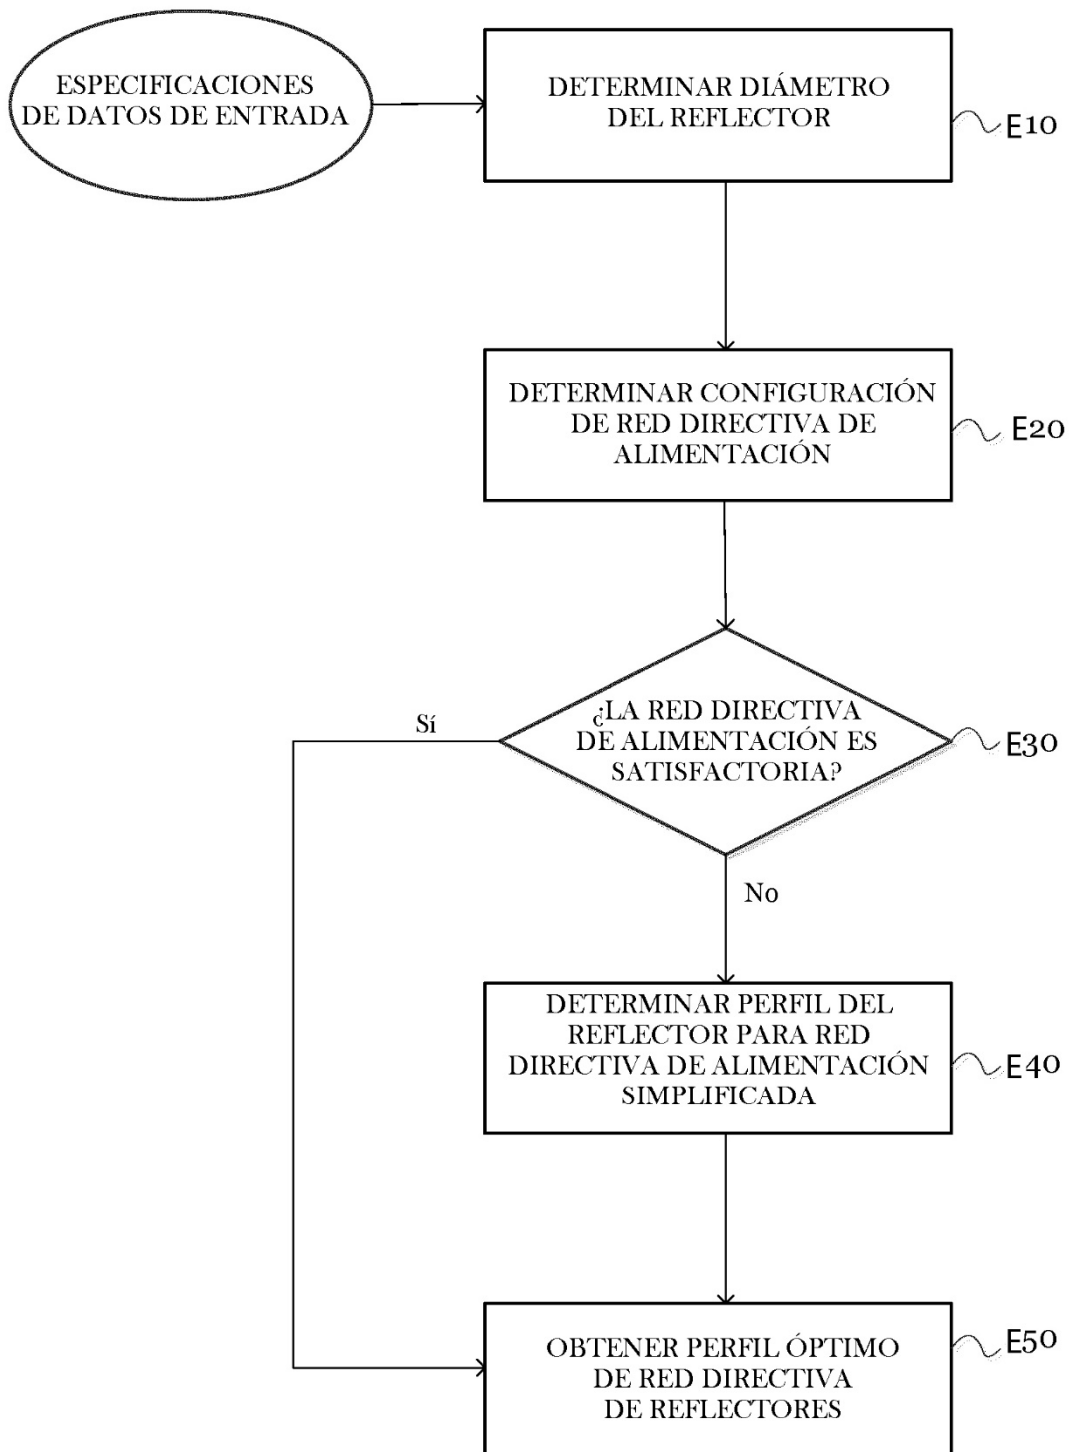 ESPECIFICACIONES
DE DATOS DE ENTRADA
DETERMINAR DIÁMETRO
DEL REFLECTOR
E10
DETERMINAR CONFIGURACIÓN
DE RED DIRECTIVA DE
ALIMENTACIÓN
E20
¿LA RED DIRECTIVA
DE ALIMENTACIÓN ES
SATISFACTORIA?
E30
Sí
No
DETERMINAR PERFIL DEL
REFLECTOR PARA RED
DIRECTIVA DE ALIMENTACIÓN
SIMPLIFICADA
E40
OBTENER PERFIL ÓPTIMO
DE RED DIRECTIVA
DE REFLECTORES
E50